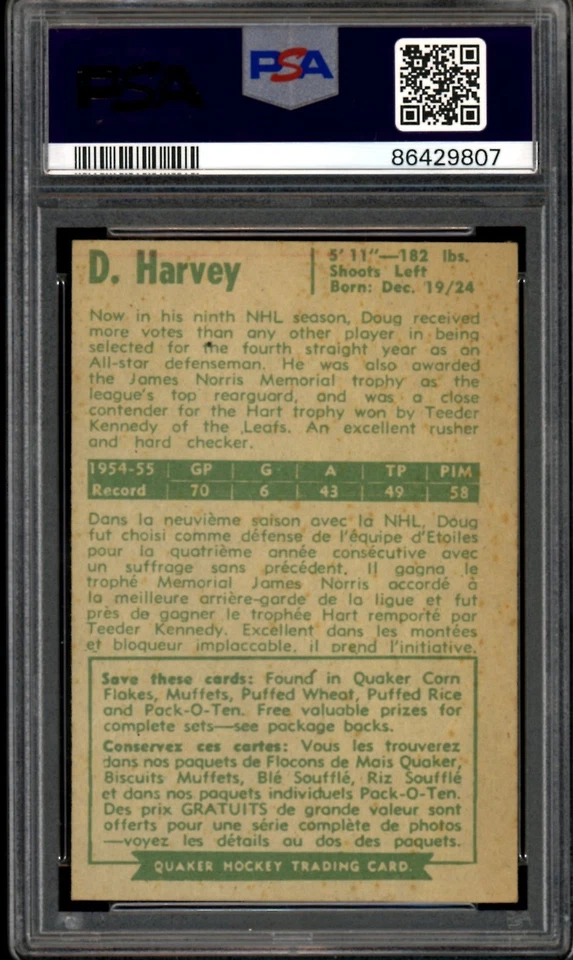 PSA
PSA
86429807
D. Harvey
5' 11"—182 lbs.
Shoots Left
Born: Dec. 19/24
Now in his ninth NHL season, Doug received
more votes than any other player in being
selected for the fourth straight year as an
All-star defenseman. He was also awarded
the James Norris Memorial trophy as the
league's top rearguard, and was a close
contender for the Hart trophy won by Teeder
Kennedy of the Leafs. An excellent rusher
and hard checker.
1954-55 GP G A TP PIM
Record 70 6 43 49 58
Dans la neuvième saison avec la NHL, Doug
fut choisi comme défense de l'équipe d'Etoiles
pour la quatrième année consécutive avec
un suffrage sans précédent. Il gagna le
trophé Memorial James Norris accordé à
la meilleure arrière-garde de la ligue et fut
près de gagner le trophée Hart remporté par
Teeder Kennedy. Excellent dans les montées
et bloqueur implaccable, il prend l'initiative.
Save these cards: Found in Quaker Corn
Flakes, Muffets, Puffed Wheat, Puffed Rice
and Pack-O-Ten. Free valuable prizes for
complete sets—see package backs.
Conservez ces cartes: Vous les trouverez
dans nos paquets de Flocons de Mais Quaker,
Biscuits Muffets, Blé Soufflé, Riz Soufflé
et dans nos paquets individuels Pack-O-Ten.
Des prix GRATUITS de grande valeur sont
offerts pour une série complète de photos
—voyez les détails au dos des paquets.
QUAKER HOCKEY TRADING CARD.